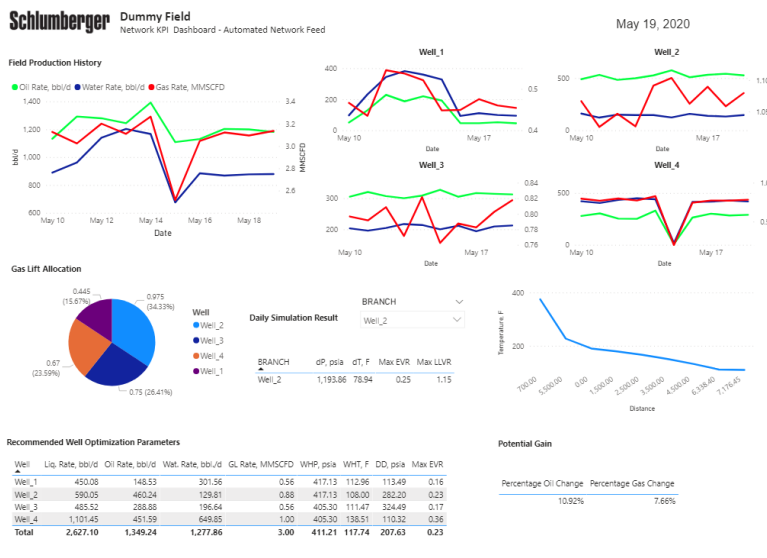 Schlumberger
Dummy Field
Network KPI Dashboard - Automated Network Feed
May 19, 2020
Field Production History
Oil Rate, bbl/d Water Rate, bbl/d Gas Rate, MMSCFD
1,400 3.4
1,200 3.2
1,000 3.0
800 2.8
600 2.6
bbl/d
MMSCFD
May 10 May 12 May 14 May 16 May 18
Date
Well_1
400
200
0
0.5
0.4
May 10 May 17
Date
Well_2
500
0
May 10 May 17
Date
Well_3
300
200
0.84
0.82
0.80
0.78
0.76
May 10 May 17
Date
Well_4
500
0
May 10 May 17
Date
Gas Lift Allocation
0.445
(15.67%)
0.975
(34.33%)
0.67
(23.59%)
0.75 (26.41%)
Well
Well_2
Well_3
Well_4
Well_1
Daily Simulation Result
BRANCH
Well_2
BRANCH dP, psia dT, F Max EVR Max LLVR
Well_2 1,193.86 78.94 0.25 1.15
400
200
Temperature, F
700.00 5,500.00 0.00 1,500.00 2,500.00 3,500.00 4,500.00 6,338.40 7,176.45
Distance
Recommended Well Optimization Parameters
Well Liq. Rate, bbl/d Oil Rate, bbl/d Wat. Rate, bbl./d GL Rate, MMSCFD WHP, psia WHT, F DD, psia Max EVR
Well_1 450.08 148.53 301.56 0.56 417.13 112.96 113.49 0.16
Well_2 590.05 460.24 129.81 0.88 417.13 108.00 282.20 0.23
Well_3 485.52 288.88 196.64 0.56 405.30 111.47 324.49 0.17
Well_4 1,101.45 451.59 649.85 1.00 405.30 138.51 110.32 0.36
Total 2,627.10 1,349.24 1,277.86 3.00 411.21 117.74 207.63 0.23
Potential Gain
Percentage Oil Change Percentage Gas Change
10.92% 7.66%